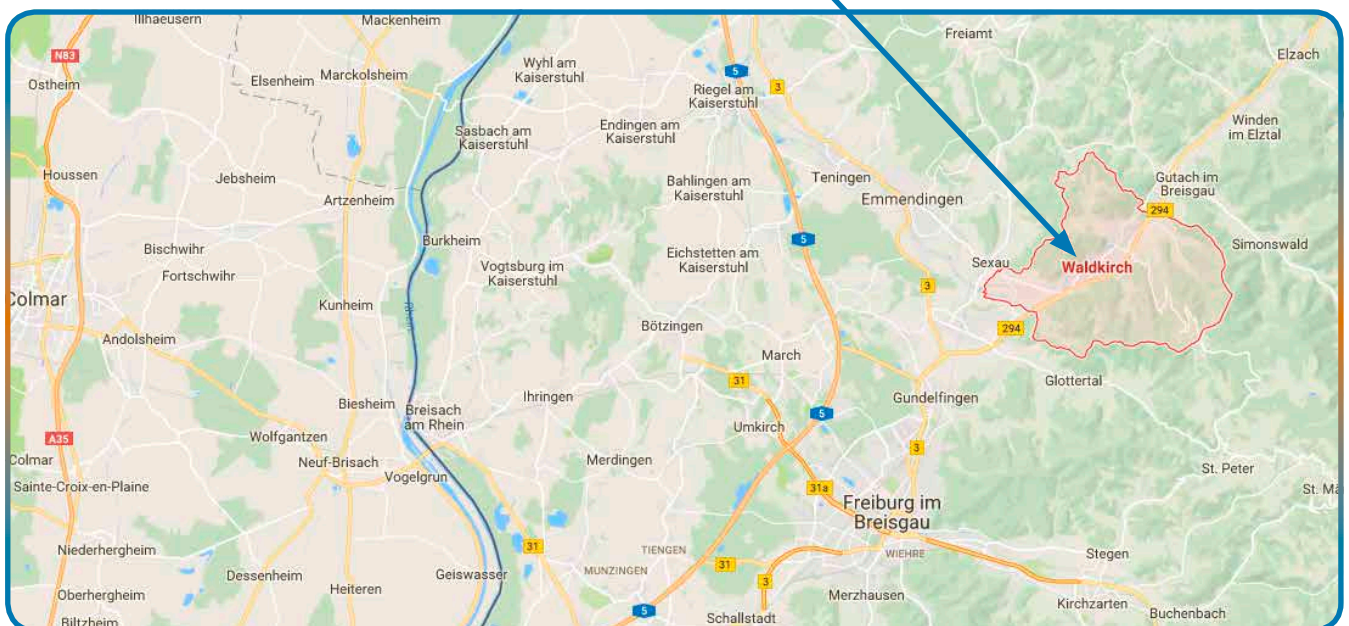 Illhaeusern
Mackenheim
Freiamt
Elzach
N83
Ostheim
Elsenheim
Marckolsheim
Wyhl am
Kaiserstuhl
5
3
Riegel am
Kaiserstuhl
Sasbach am
Kaiserstuhl
Endingen am
Kaiserstuhl
Winden
im Elztal
Houssen
Jebsheim
Artzenheim
Bahlingen am
Kaiserstuhl
Teningen
Emmendingen
Gutach im
Breisgau
294
Bischwihr
Burkheim
5
Simonswald
Fortschwihr
Vogtsburg im
Kaiserstuhl
Eichstetten am
Kaiserstuhl
Sexau
Waldkirch
Colmar
Kunheim
Rhein
3
Andolsheim
Bötzingen
294
March
Glottertal
31
Biesheim
Breisach
am Rhein
Ihringen
Gundelfingen
5
Umkirch
A35
Wolfgantzen
3
Colmar
Neuf-Brisach
Merdingen
Vogelgrun
St. Peter
Sainte-Croix-en-Plaine
31a
St. Mä
Freiburg im
Breisgau
Niederhergheim
31
TIENGEN
WIEHRE
Stegen
Dessenheim
Heiteren
Geiswasser
MUNZINGEN
31
3
Oberhergheim
Merzhausen
Kirchzarten
Buchenbach
5
Schallstadt
Biltzheim